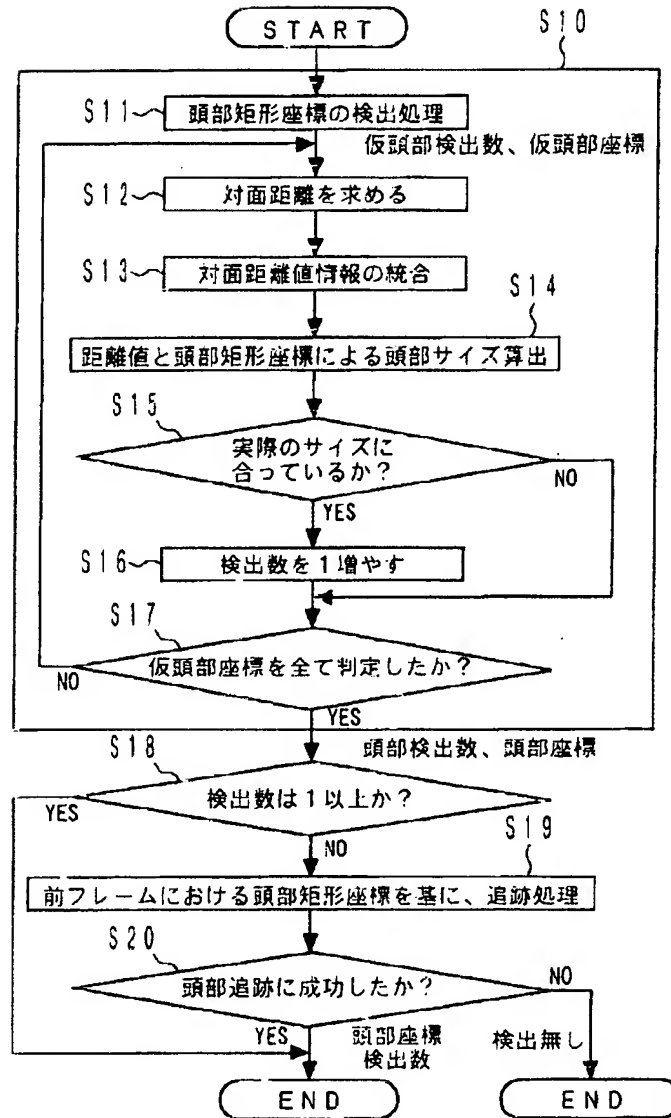 START
S10
S11
頭部矩形座標の検出処理
仮頭部検出数、仮頭部座標
S12
対面距離を求める
S13
対面距離値情報の統合
S14
距離値と頭部矩形座標による頭部サイズ算出
S15
実際のサイズに
合っているか?
NO
YES
S16
検出数を1増やす
S17
仮頭部座標を全て判定したか?
NO
YES
頭部検出数、頭部座標
S18
検出数は1以上か?
YES
NO
S19
前フレームにおける頭部矩形座標を基に、追跡処理
S20
頭部追跡に成功したか?
NO
YES
頭部座標
検出数
検出無し
END
END